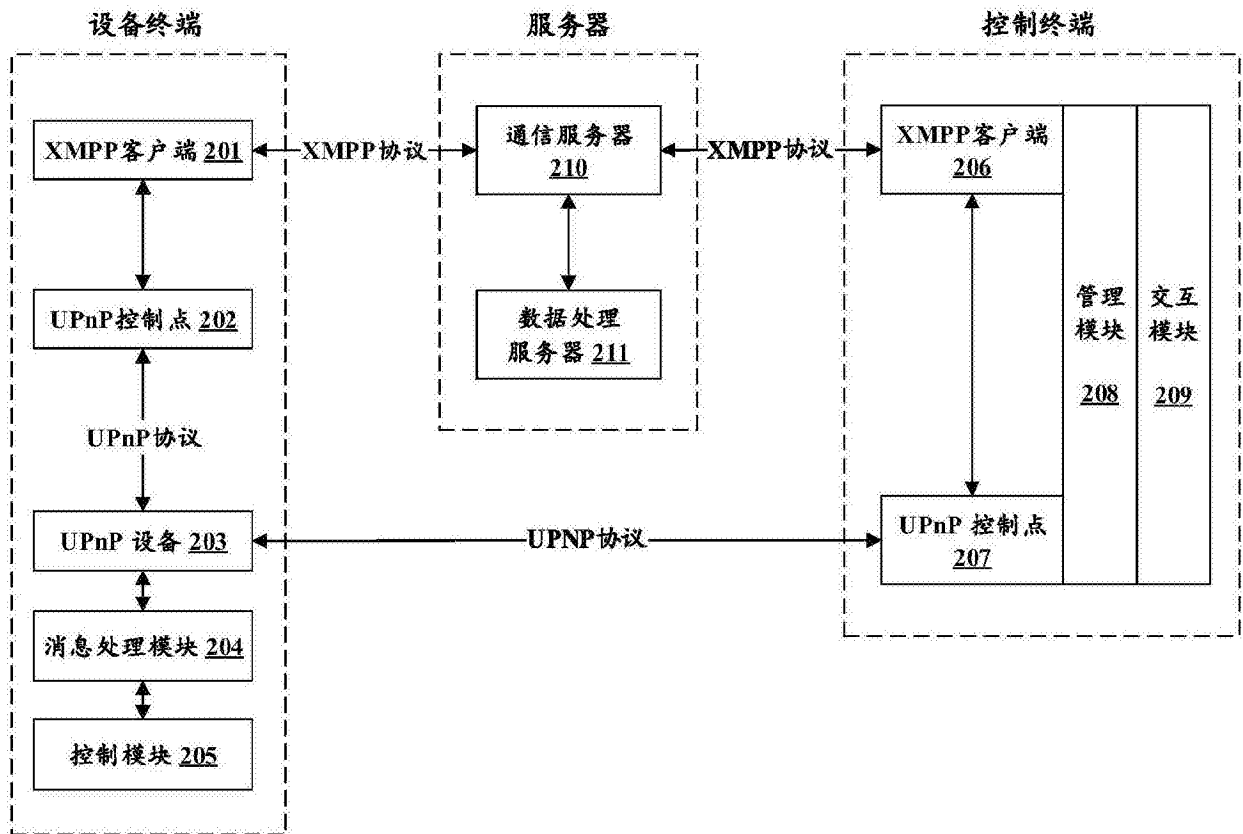 设备终端
服务器
控制终端
XMPP客户端 201
XMPP协议
通信服务器
210
XMPP协议
XMPP客户端
206
UPnP控制点 202
数据处理
服务器 211
管理
模块
208
交互
模块
209
UPnP协议
UPnP 设备 203
UPNP协议
UPnP 控制点
207
消息处理模块 204
控制模块 205